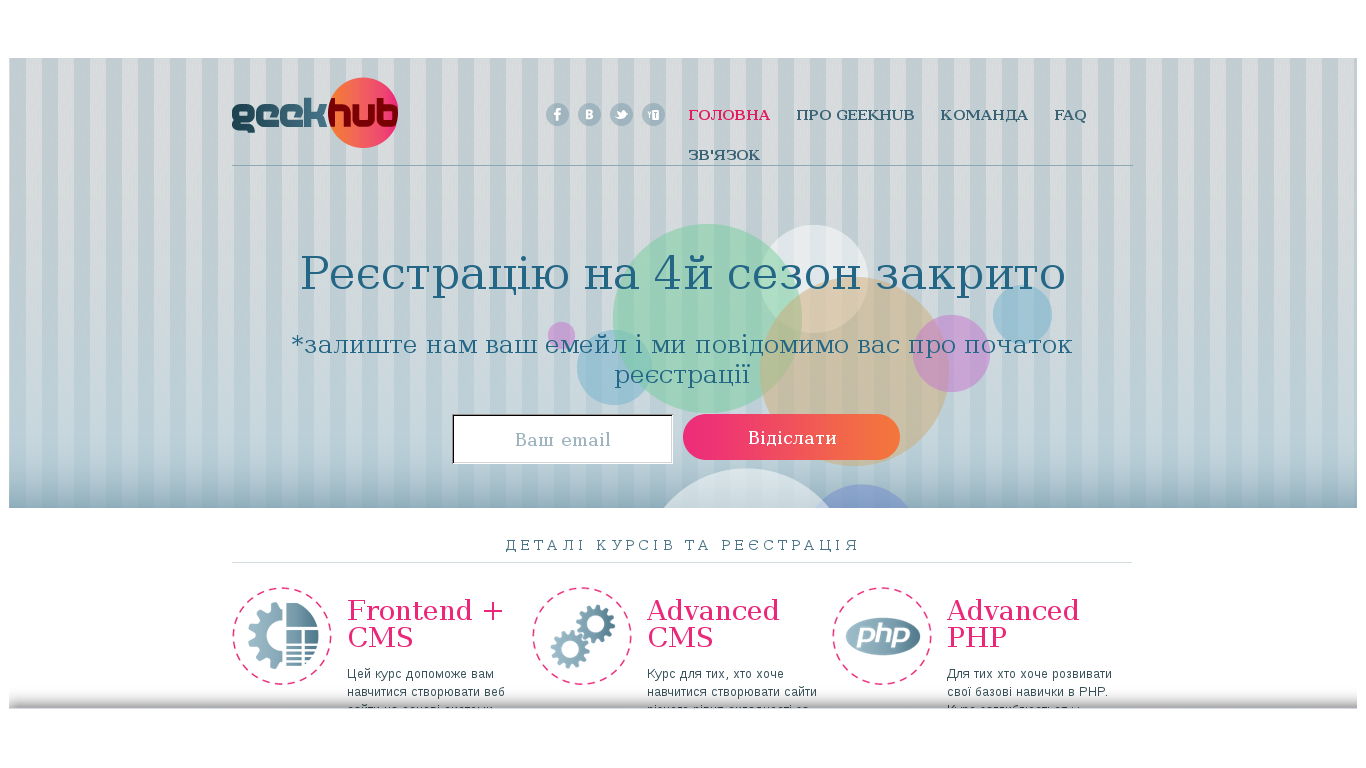 geekhub
ГОЛОВНА ПРО GEEKHUB КОМАНДА FAQ
ЗВ'ЯЗОК
Реєстрацію на 4й сезон закрито
*залиште нам ваш емейл і ми повідомимо вас про початок
реєстрації
Ваш email
Відіслати
ДЕТАЛІ КУРСІВ ТА РЕЄСТРАЦІЯ
Frontend +
CMS
Цей курс допоможе вам
навчитися створювати веб
php
Advanced
CMS
Курс для тих, хто хоче
навчитися створювати сайти
Advanced
PHP
Для тих хто хоче розвивати
свої базові навички в PHP.